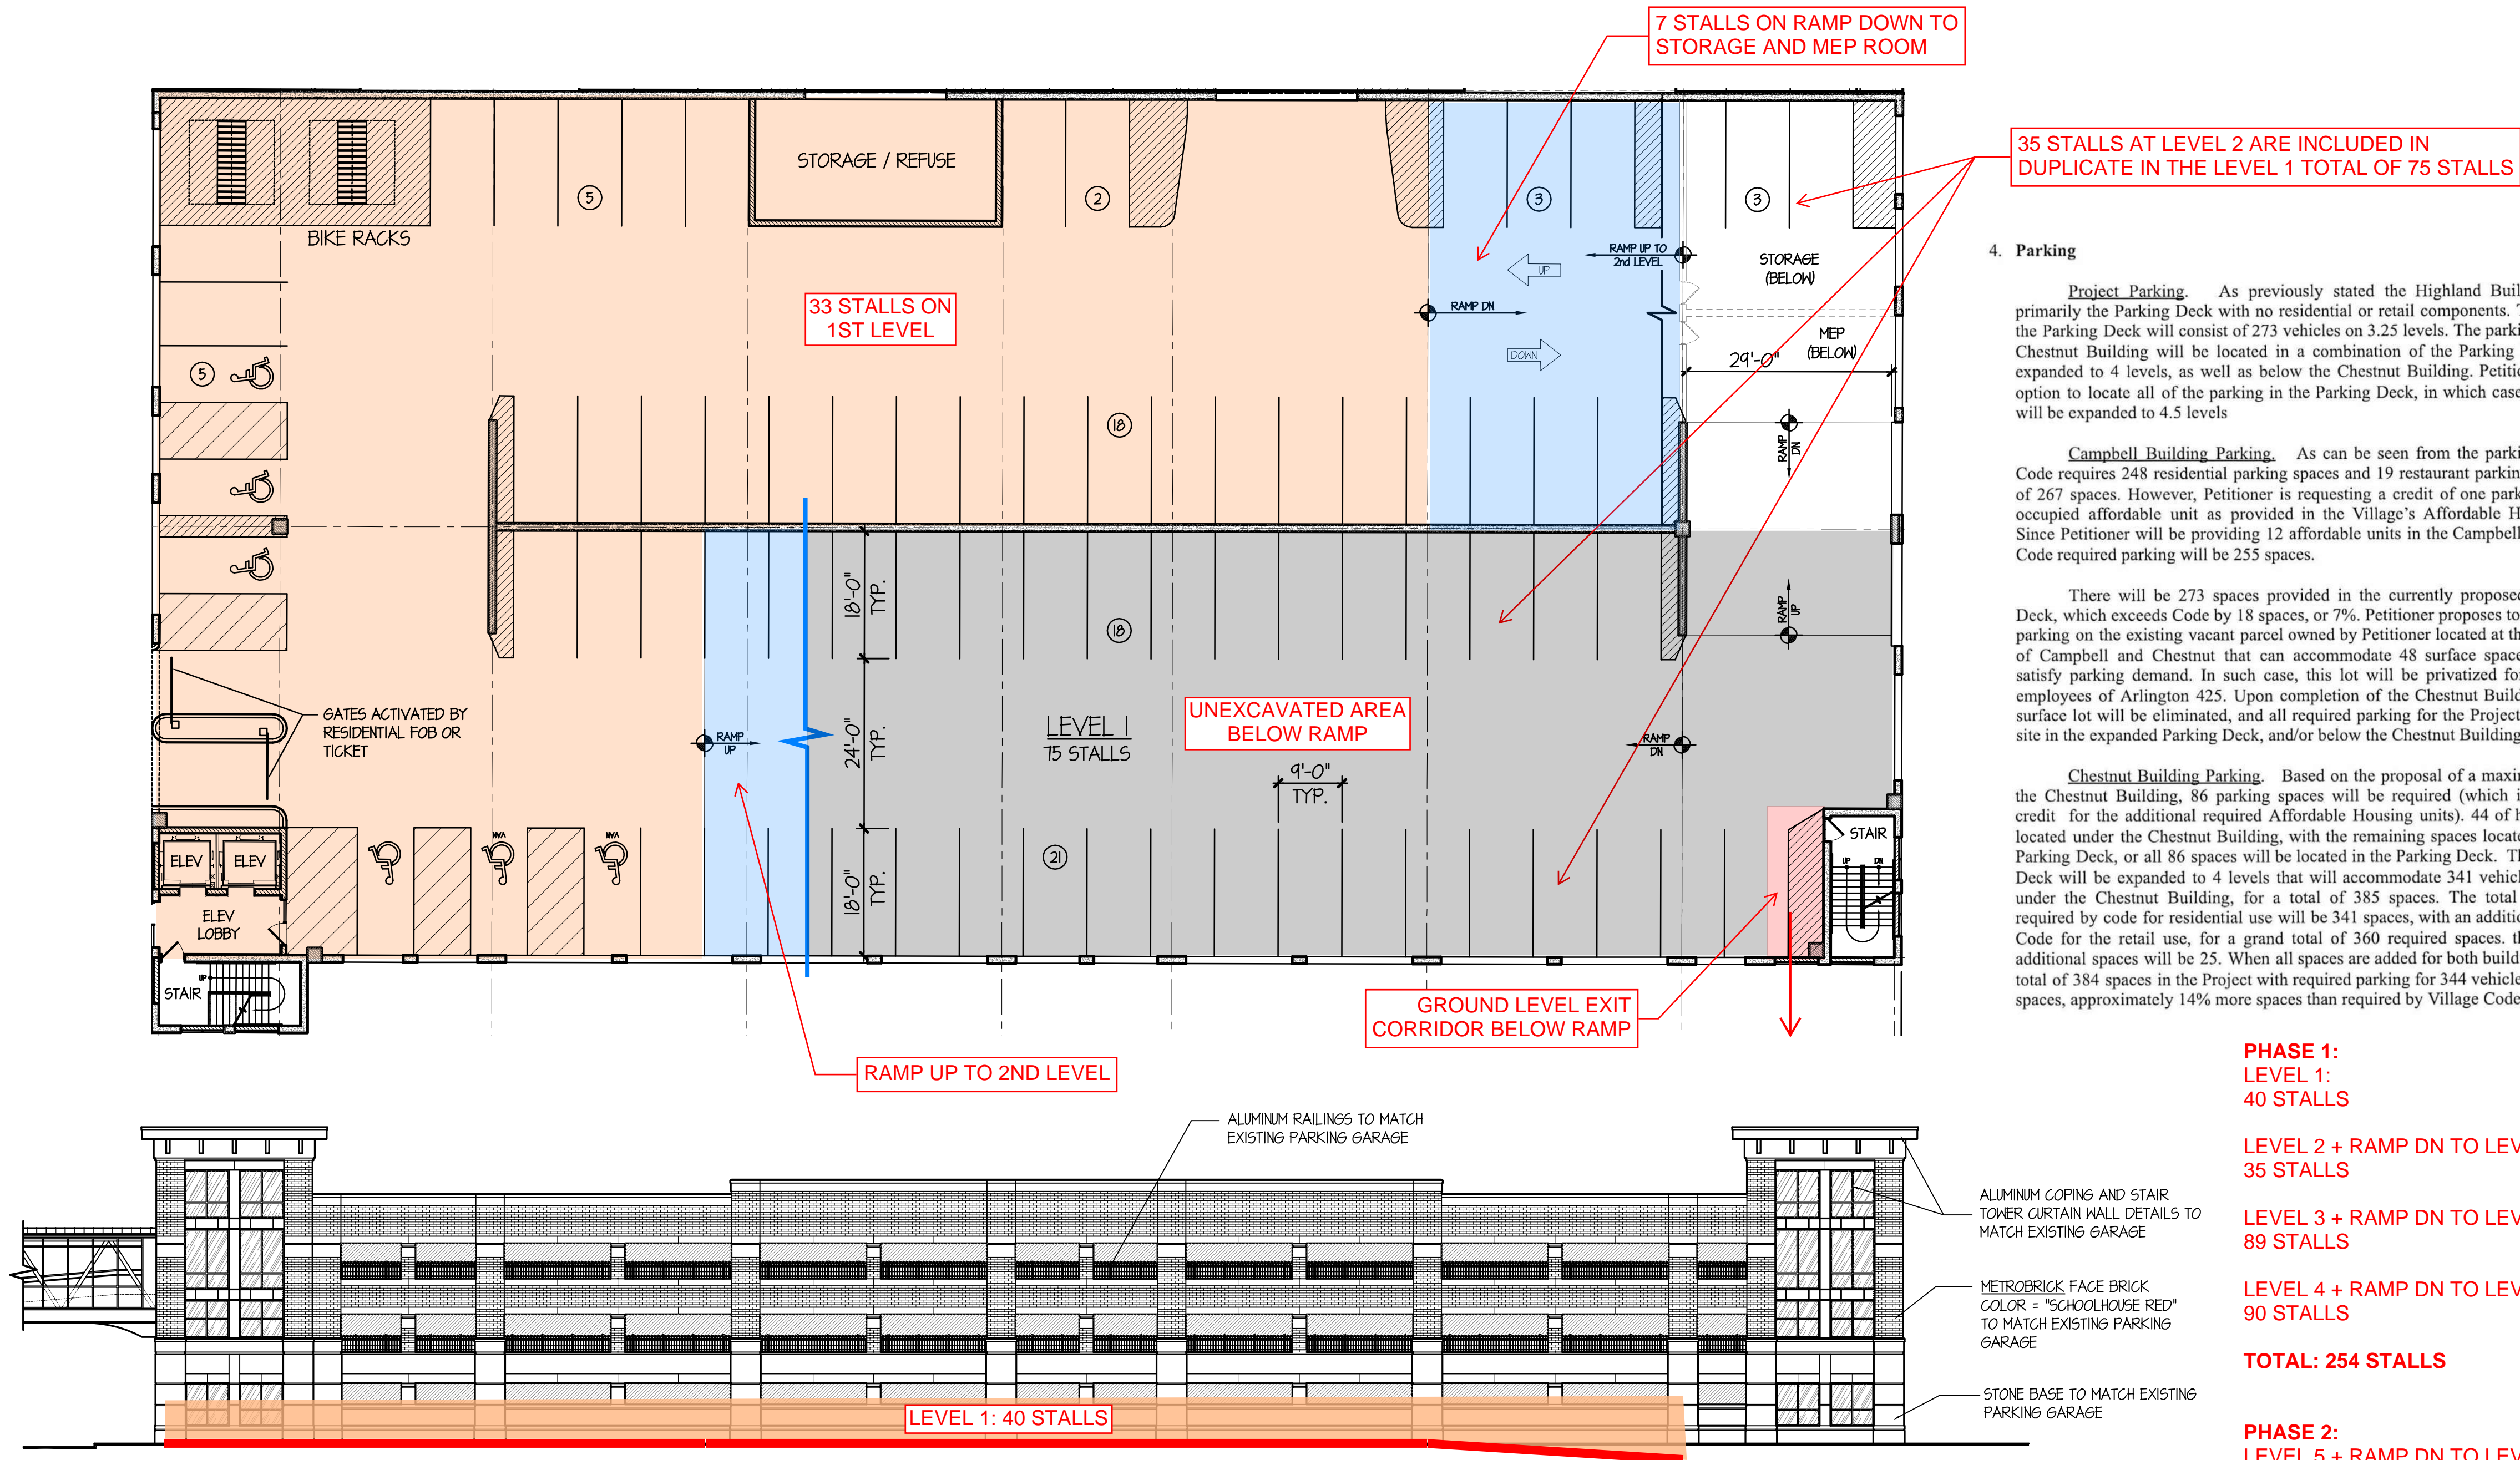 7 STALLS ON RAMP DOWN TO
STORAGE AND MEP ROOM
35 STALLS AT LEVEL 2 ARE INCLUDED IN
DUPLICATE IN THE LEVEL 1 TOTAL OF 75 STALLS
STORAGE / REFUSE
5
2
3
3
BIKE RACKS
RAMP UP TO
2nd LEVEL
STORAGE
(BELOW)
UP
33 STALLS ON
1ST LEVEL
RAMP DN
MEP
(BELOW)
DOWN
29'-0"
5
18
RAMP
DN
18'-0"
TYP.
18
RAMP
UP
GATES ACTIVATED BY
RESIDENTIAL FOB OR
TICKET
RAMP
UP
24'-0"
TYP.
LEVEL 1
75 STALLS
UNEXCAVATED AREA
BELOW RAMP
RAMP
DN
9'-0"
TYP.
ELEV
ELEV
VAN
VAN
21
18'-0"
TYP.
STAIR
UP
DN
ELEV
LOBBY
UP
STAIR
GROUND LEVEL EXIT
CORRIDOR BELOW RAMP
RAMP UP TO 2ND LEVEL
4. Parking
Project Parking. As previously stated the Highland Buil
primarily the Parking Deck with no residential or retail components. T
the Parking Deck will consist of 273 vehicles on 3.25 levels. The parki
Chestnut Building will be located in a combination of the Parking
expanded to 4 levels, as well as below the Chestnut Building. Petitio
option to locate all of the parking in the Parking Deck, in which case
will be expanded to 4.5 levels
Campbell Building Parking. As can be seen from the parki
Code requires 248 residential parking spaces and 19 restaurant parkin
of 267 spaces. However, Petitioner is requesting a credit of one park
occupied affordable unit as provided in the Village's Affordable H
Since Petitioner will be providing 12 affordable units in the Campbell
Code required parking will be 255 spaces.
There will be 273 spaces provided in the currently propose
Deck, which exceeds Code by 18 spaces, or 7%. Petitioner proposes to
parking on the existing vacant parcel owned by Petitioner located at th
of Campbell and Chestnut that can accommodate 48 surface space
satisfy parking demand. In such case, this lot will be privatized fo
employees of Arlington 425. Upon completion of the Chestnut Build
surface lot will be eliminated, and all required parking for the Project
site in the expanded Parking Deck, and/or below the Chestnut Building
Chestnut Building Parking. Based on the proposal of a maxi
the Chestnut Building, 86 parking spaces will be required (which i
credit for the additional required Affordable Housing units). 44 of h
located under the Chestnut Building, with the remaining spaces locate
Parking Deck, or all 86 spaces will be located in the Parking Deck. Th
Deck will be expanded to 4 levels that will accommodate 341 vehicl
under the Chestnut Building, for a total of 385 spaces. The total
required by code for residential use will be 341 spaces, with an additio
Code for the retail use, for a grand total of 360 required spaces. th
additional spaces will be 25. When all spaces are added for both build
total of 384 spaces in the Project with required parking for 344 vehicle
spaces, approximately 14% more spaces than required by Village Code
PHASE 1:
LEVEL 1:
40 STALLS
LEVEL 2 + RAMP DN TO LEV
35 STALLS
LEVEL 3 + RAMP DN TO LEV
89 STALLS
LEVEL 4 + RAMP DN TO LEV
90 STALLS
TOTAL: 254 STALLS
PHASE 2:
LEVEL 5 + RAMP DN TO LEV
ALUMINUM RAILINGS TO MATCH
EXISTING PARKING GARAGE
ALUMINUM COPING AND STAIR
TOWER CURTAIN WALL DETAILS TO
MATCH EXISTING GARAGE
METROBRICK FACE BRICK
COLOR = "SCHOOLHOUSE RED"
TO MATCH EXISTING PARKING
GARAGE
STONE BASE TO MATCH EXISTING
PARKING GARAGE
LEVEL 1: 40 STALLS